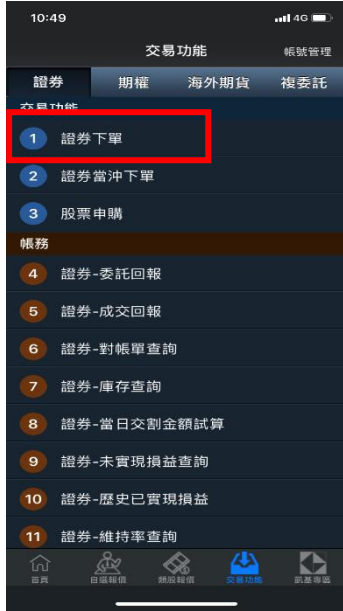 10:49
4G
交易功能
帳號管理
證券 期權 海外期貨 複委託
交易功能
1 證券下單
2 證券當沖下單
3 股票申購
帳務
4 證券-委託回報
5 證券-成交回報
6 證券-對帳單查詢
7 證券-庫存查詢
8 證券-當日交割金額試算
9 證券-未實現損益查詢
10 證券-歷史已實現損益
11 證券-維持率查詢
首頁 自選報價 類股報價 交易功能 凱基專區